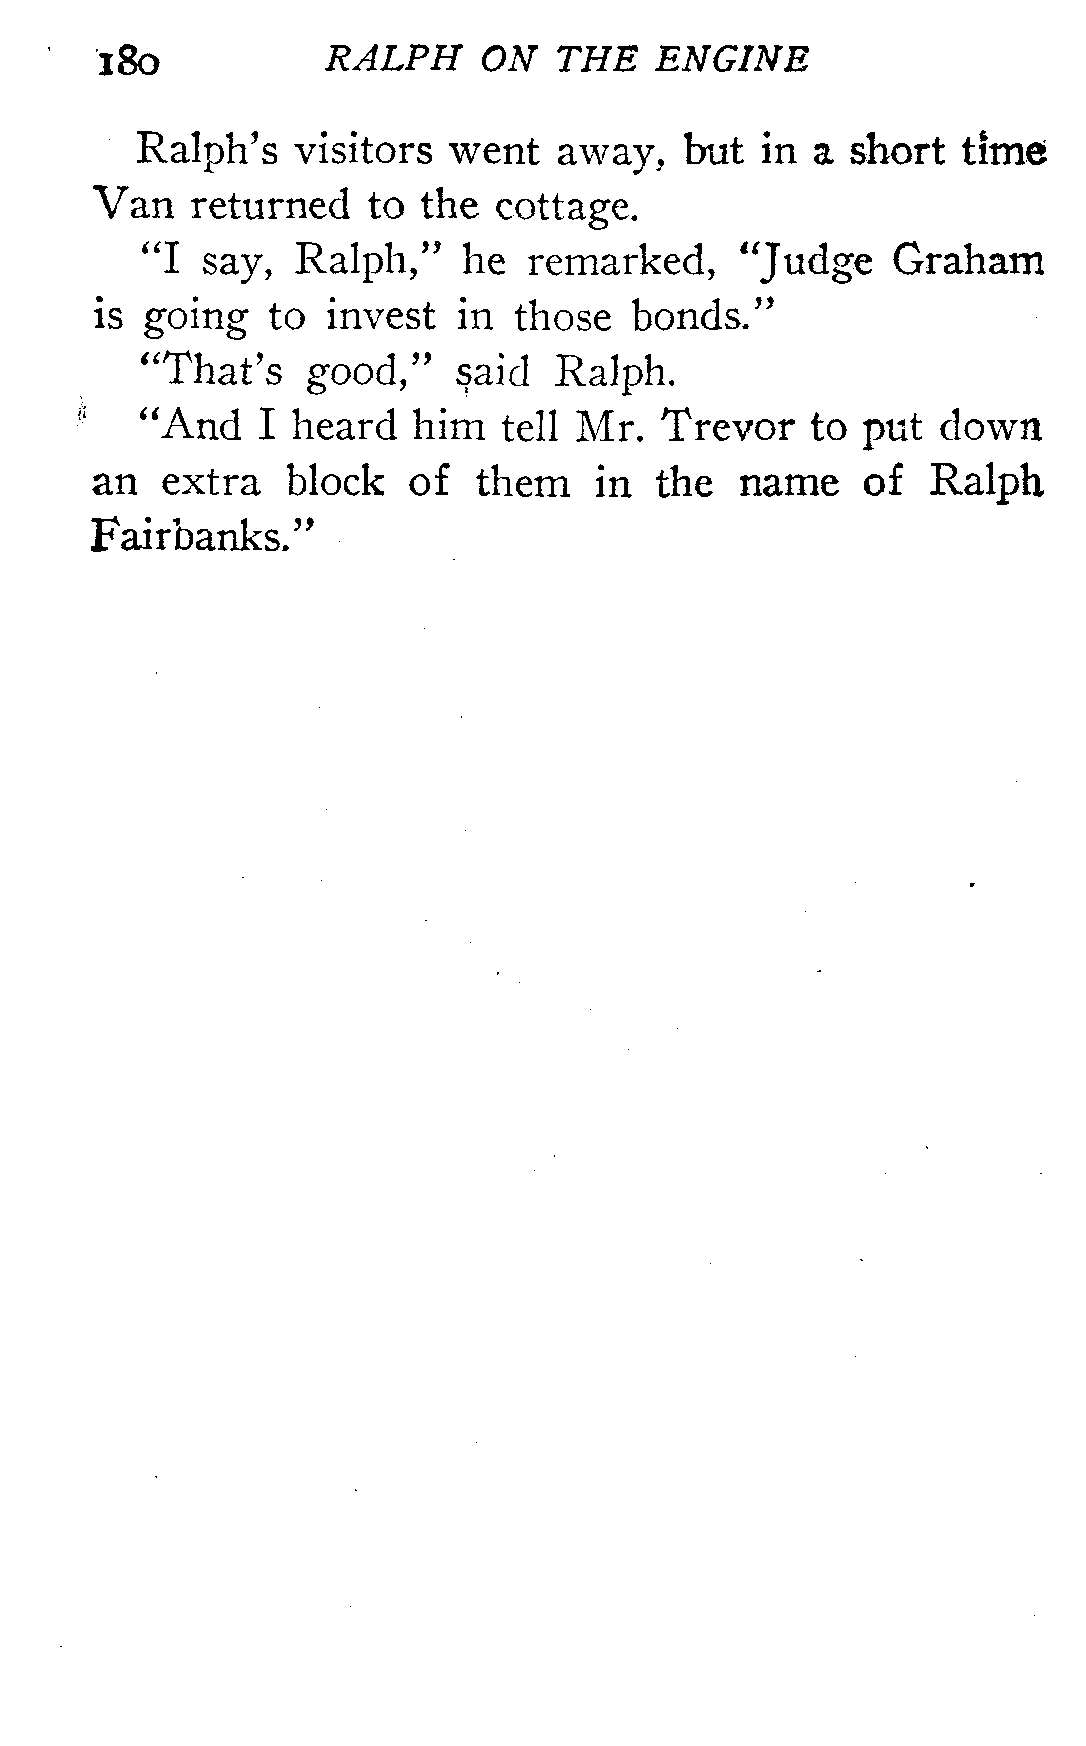 180 RALPH ON THE ENGINE
Ralph's visitors went away, but in a short time
Van returned to the cottage.
“I say, Ralph,” he remarked, “Judge Graham
is going to invest in those bonds.”
“That's good,” said Ralph.
“And I heard him tell Mr. Trevor to put down
an extra block of them in the name of Ralph
Fairbanks.”